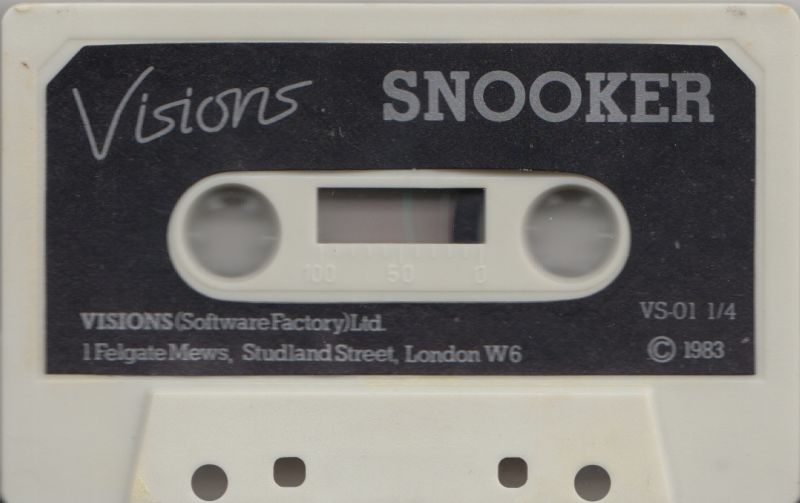 Visions SNOOKER
100 50 0
VISIONS (Software Factory) Ltd.
1 Felgate Mews, Studland Street, London W6
VS-01 1/4
© 1983